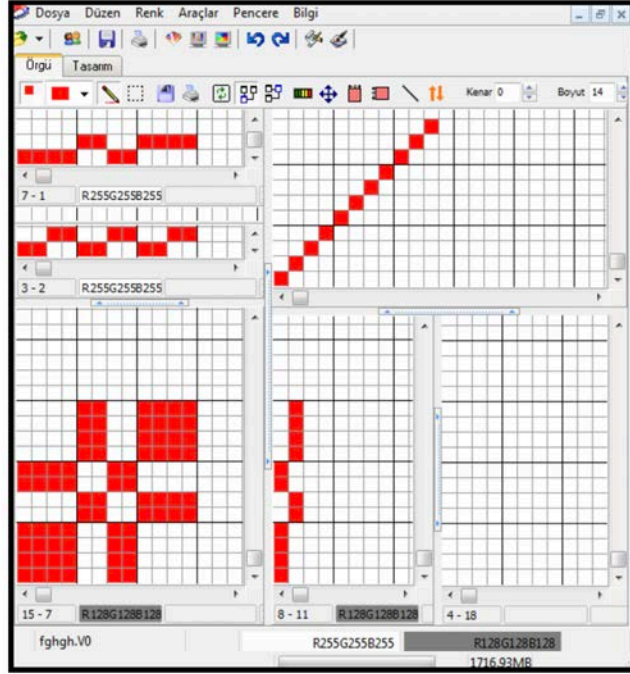 Dosya Düzen Renk Araçlar Pencere Bilgi
Örgü Tasarım
Kenar 0 Boyut 14
7 - 1 R255G255B255
3 - 2 R255G255B255
15 - 7 R128G128B128 8 - 11 R128G128B128 4 - 18
fghgh.V0 R255G255B255 R128G128B128
1716.93MB